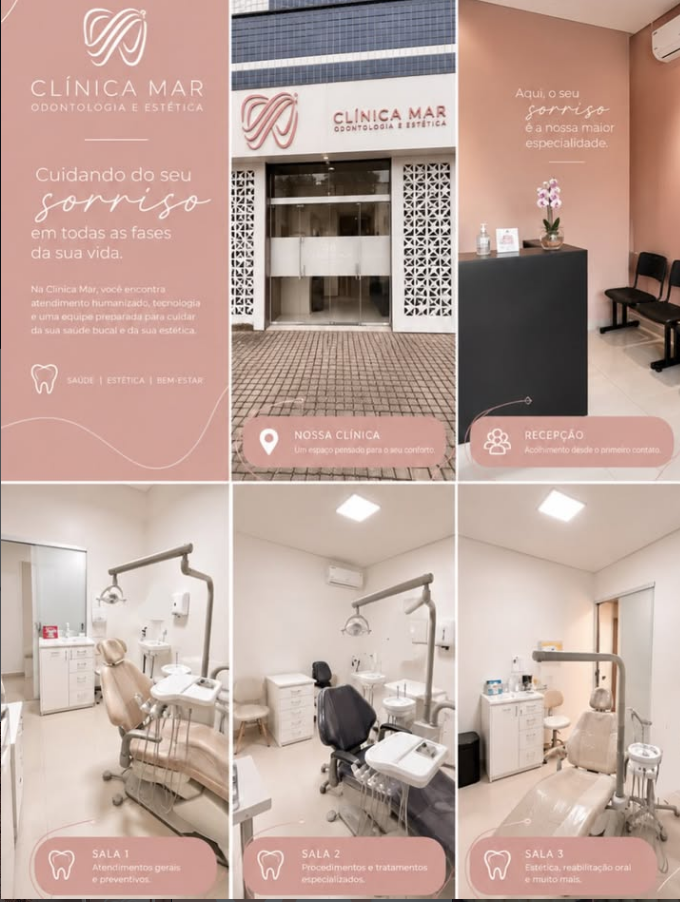 CLÍNICA MAR
ODONTOLOGIA E ESTÉTICA
Cuidando do seu
sorriso
em todas as fases
da sua vida.
Na Clínica Mar, você encontra
atendimento humanizado, tecnologia
e uma equipe preparada para cuidar
da sua saúde bucal e da sua estética.
SAÚDE | ESTÉTICA | BEM-ESTAR
CLÍNICA MAR
ODONTOLOGIA E ESTÉTICA
NOSSA CLÍNICA
Um espaço pensado para o seu conforto.
Aqui, o seu
sorriso
é a nossa maior
especialidade.
RECEPÇÃO
Acolhimento desde o primeiro contato.
SALA 1
Atendimentos gerais
e preventivos.
SALA 2
Procedimentos e tratamentos
especializados.
SALA 3
Estética, reabilitação oral
e muito mais.